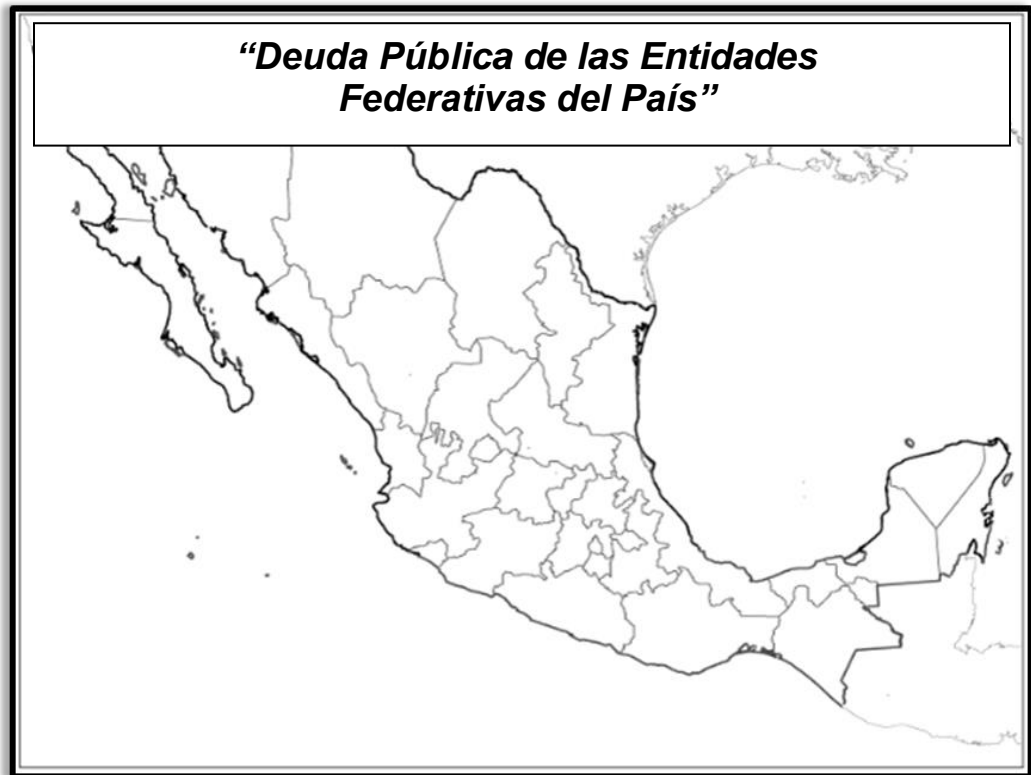 “Deuda Pública de las Entidades
Federativas del País”